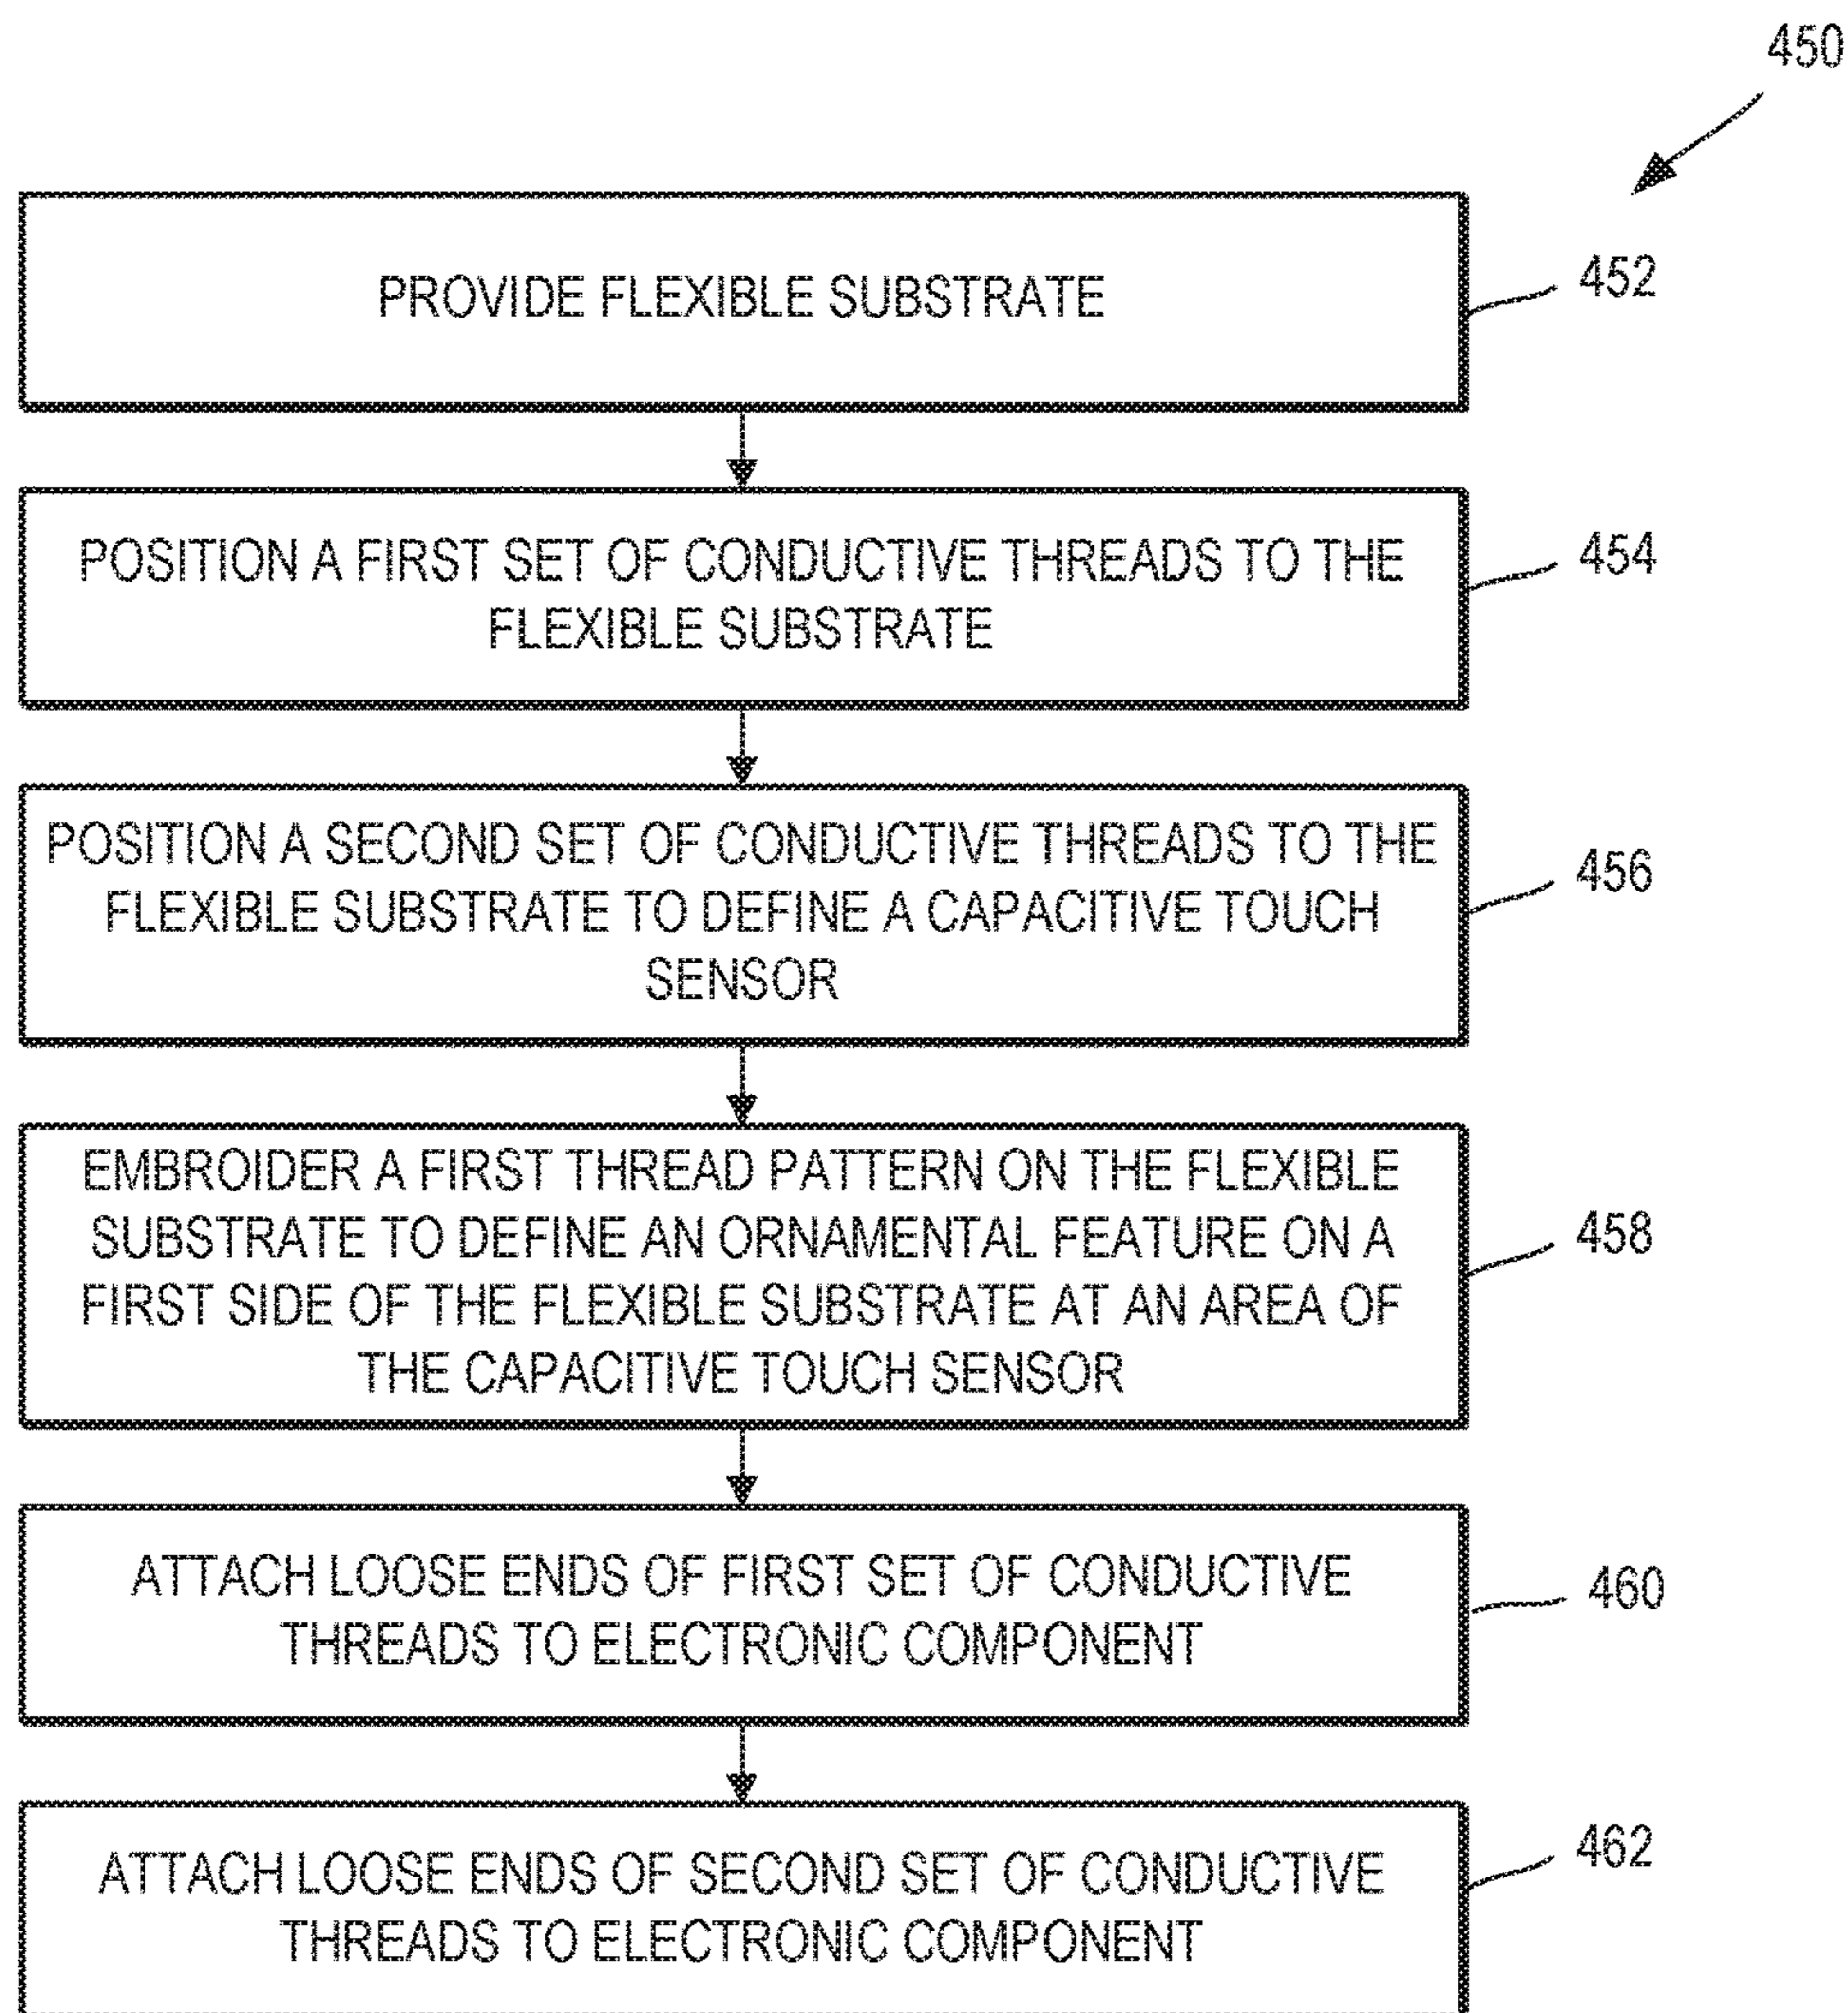 450
PROVIDE FLEXIBLE SUBSTRATE
452
POSITION A FIRST SET OF CONDUCTIVE THREADS TO THE
FLEXIBLE SUBSTRATE
454
POSITION A SECOND SET OF CONDUCTIVE THREADS TO THE
FLEXIBLE SUBSTRATE TO DEFINE A CAPACITIVE TOUCH
SENSOR
456
EMBROIDER A FIRST THREAD PATTERN ON THE FLEXIBLE
SUBSTRATE TO DEFINE AN ORNAMENTAL FEATURE ON A
FIRST SIDE OF THE FLEXIBLE SUBSTRATE AT AN AREA OF
THE CAPACITIVE TOUCH SENSOR
458
ATTACH LOOSE ENDS OF FIRST SET OF CONDUCTIVE
THREADS TO ELECTRONIC COMPONENT
460
ATTACH LOOSE ENDS OF SECOND SET OF CONDUCTIVE
THREADS TO ELECTRONIC COMPONENT
462